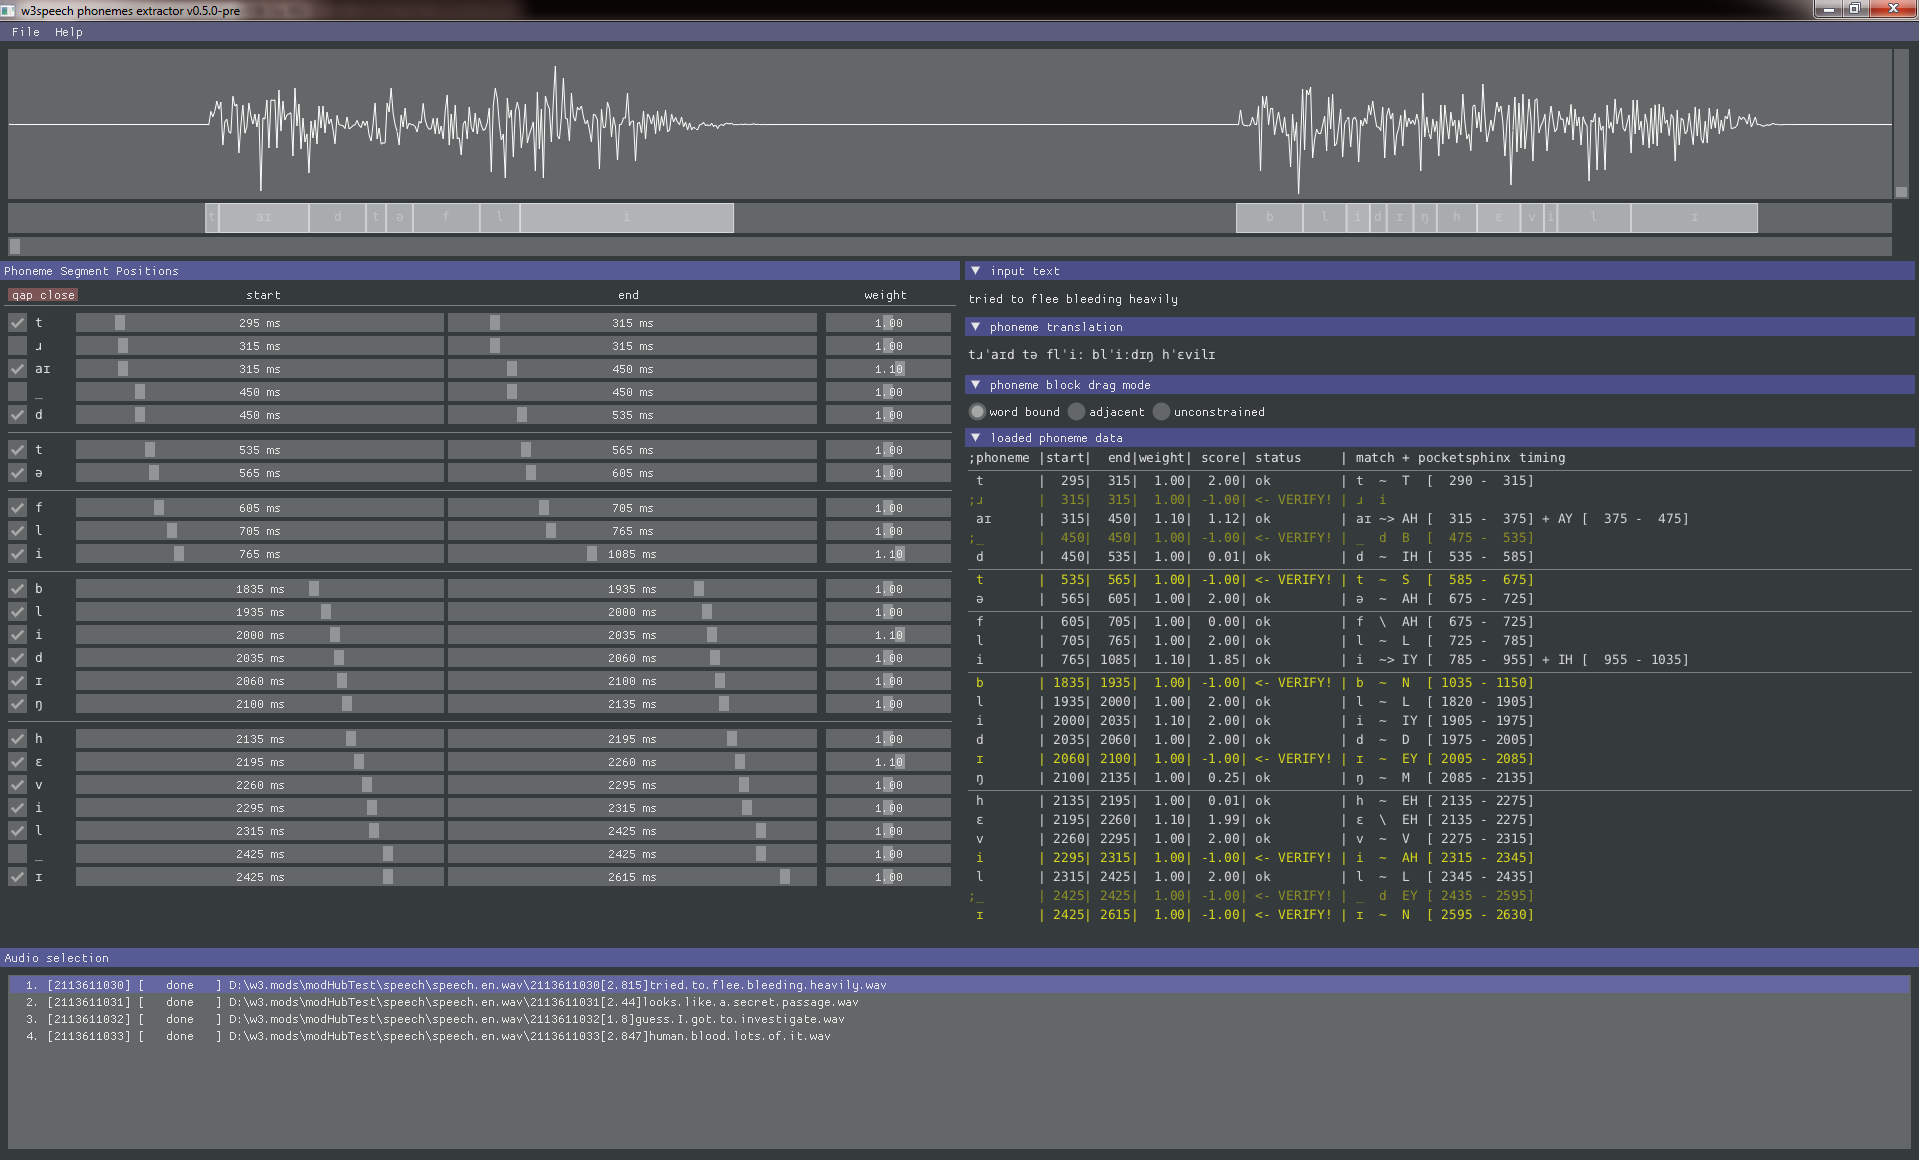 w3speech phonemes extractor v0.5.0-pre
File Help
t aɪ d t ə f l i b l i d ɪ ŋ h ɛ v i l ɪ
Phoneme Segment Positions
gap close start end weight
t 295 ms 315 ms 1.00
ɹ 315 ms 315 ms 1.00
aɪ 315 ms 450 ms 1.10
_ 450 ms 450 ms 1.00
d 450 ms 535 ms 1.00
t 535 ms 565 ms 1.00
ə 565 ms 605 ms 1.00
f 605 ms 705 ms 1.00
l 705 ms 765 ms 1.00
i 765 ms 1085 ms 1.10
b 1835 ms 1935 ms 1.00
l 1935 ms 2000 ms 1.00
i 2000 ms 2035 ms 1.10
d 2035 ms 2060 ms 1.00
ɪ 2060 ms 2100 ms 1.00
ŋ 2100 ms 2135 ms 1.00
h 2135 ms 2195 ms 1.00
ɛ 2195 ms 2260 ms 1.10
v 2260 ms 2295 ms 1.00
i 2295 ms 2315 ms 1.00
l 2315 ms 2425 ms 1.00
_ 2425 ms 2425 ms 1.00
ɪ 2425 ms 2615 ms 1.00
input text
tried to flee bleeding heavily
phoneme translation
tɹˈaɪd tə flˈiː blˈiːdɪŋ hˈɛvilɪ
phoneme block drag mode
word bound adjacent unconstrained
loaded phoneme data
;phoneme |start| end|weight| score| status | match + pocketsphinx timing
t | 295| 315| 1.00| 2.00| ok | t ~ T [ 290 - 315]
;ɹ | 315| 315| 1.00| -1.00| <- VERIFY! | ɹ i
aɪ | 315| 450| 1.10| 1.12| ok | aɪ ~> AH [ 315 - 375] + AY [ 375 - 475]
;_ | 450| 450| 1.00| -1.00| <- VERIFY! | _ d B [ 475 - 535]
d | 450| 535| 1.00| 0.01| ok | d ~ IH [ 535 - 585]
t | 535| 565| 1.00| -1.00| <- VERIFY! | t ~ S [ 585 - 675]
ə | 565| 605| 1.00| 2.00| ok | ə ~ AH [ 675 - 725]
f | 605| 705| 1.00| 0.00| ok | f \ AH [ 675 - 725]
l | 705| 765| 1.00| 2.00| ok | l ~ L [ 725 - 785]
i | 765| 1085| 1.10| 1.85| ok | i ~> IY [ 785 - 955] + IH [ 955 - 1035]
b | 1835| 1935| 1.00| -1.00| <- VERIFY! | b ~ N [ 1035 - 1150]
l | 1935| 2000| 1.00| 2.00| ok | l ~ L [ 1820 - 1905]
i | 2000| 2035| 1.10| 2.00| ok | i ~ IY [ 1905 - 1975]
d | 2035| 2060| 1.00| 2.00| ok | d ~ D [ 1975 - 2005]
ɪ | 2060| 2100| 1.00| -1.00| <- VERIFY! | ɪ ~ EY [ 2005 - 2085]
ŋ | 2100| 2135| 1.00| 0.25| ok | ŋ ~ M [ 2085 - 2135]
h | 2135| 2195| 1.00| 0.01| ok | h ~ EH [ 2135 - 2275]
ɛ | 2195| 2260| 1.10| 1.99| ok | ɛ \ EH [ 2135 - 2275]
v | 2260| 2295| 1.00| 2.00| ok | v ~ V [ 2275 - 2315]
i | 2295| 2315| 1.00| -1.00| <- VERIFY! | i ~ AH [ 2315 - 2345]
l | 2315| 2425| 1.00| 2.00| ok | l ~ L [ 2345 - 2435]
;_ | 2425| 2425| 1.00| -1.00| <- VERIFY! | _ d EY [ 2435 - 2595]
ɪ | 2425| 2615| 1.00| -1.00| <- VERIFY! | ɪ ~ N [ 2595 - 2630]
Audio selection
1. [2113611030] [ done ] D:\w3.mods\modHubTest\speech\speech.en.wav\2113611030[2.815]tried.to.flee.bleeding.heavily.wav
2. [2113611031] [ done ] D:\w3.mods\modHubTest\speech\speech.en.wav\2113611031[2.44]looks.like.a.secret.passage.wav
3. [2113611032] [ done ] D:\w3.mods\modHubTest\speech\speech.en.wav\2113611032[1.8]guess.I.got.to.investigate.wav
4. [2113611033] [ done ] D:\w3.mods\modHubTest\speech\speech.en.wav\2113611033[2.847]human.blood.lots.of.it.wav